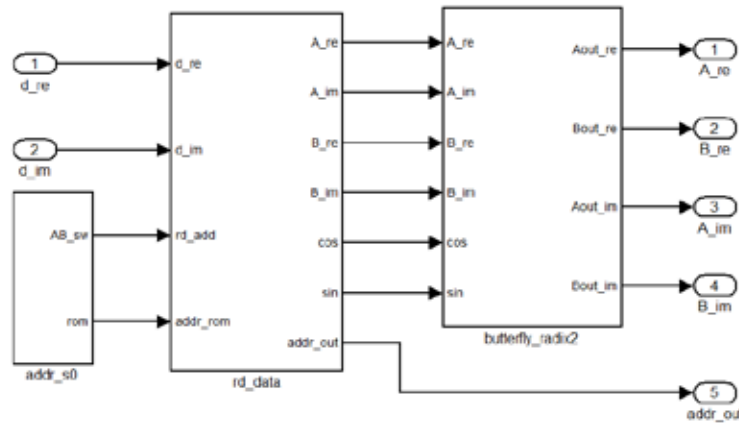 1
d_re
2
d_im
AB_sw
rom
addr_s0
d_re
d_im
rd_add
addr_rom
A_re
A_im
B_re
B_im
cos
sin
addr_out
rd_data
A_re
A_im
B_re
B_im
cos
sin
Aout_re
Bout_re
Aout_im
Bout_im
butterfly_radix2
1
A_re
2
B_re
3
A_im
4
B_im
5
addr_out